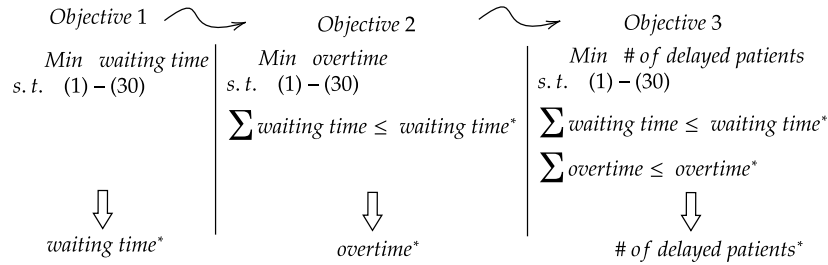 Objective 1
Min waiting time
s.t. (1) – (30)
waiting time*
Objective 2
Min overtime
s.t. (1) – (30)
∑ waiting time ≤ waiting time*
overtime*
Objective 3
Min # of delayed patients
s.t. (1) – (30)
∑ waiting time ≤ waiting time*
∑ overtime ≤ overtime*
# of delayed patients*